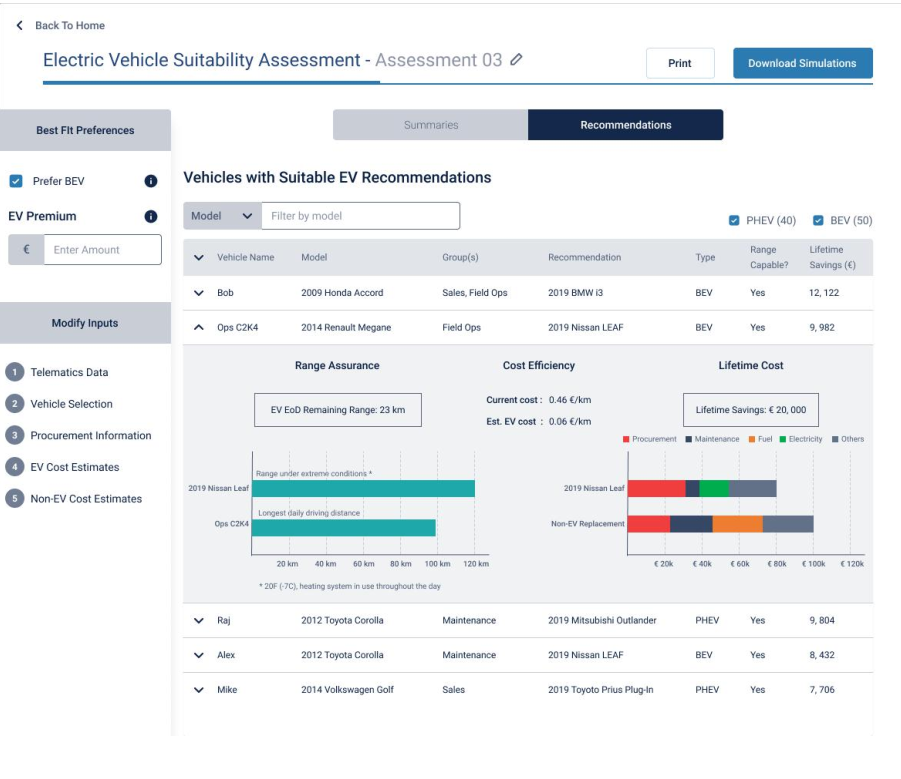 Back To Home
Electric Vehicle Suitability Assessment - Assessment 03
Print
Download Simulations
Best FIt Preferences
Prefer BEV
EV Premium
€ Enter Amount
Modify Inputs
1 Telematics Data
2 Vehicle Selection
3 Procurement Information
4 EV Cost Estimates
5 Non-EV Cost Estimates
Summaries
Recommendations
Vehicles with Suitable EV Recommendations
Model Filter by model
PHEV (40) BEV (50)
Vehicle Name Model Group(s) Recommendation Type Range Capable? Lifetime Savings (€)
Bob 2009 Honda Accord Sales, Field Ops 2019 BMW i3 BEV Yes 12, 122
Ops C2K4 2014 Renault Megane Field Ops 2019 Nissan LEAF BEV Yes 9, 982
Range Assurance
EV EoD Remaining Range: 23 km
Range under extreme conditions *
2019 Nissan Leaf
Longest daily driving distance
Ops C2K4
20 km 40 km 60 km 80 km 100 km 120 km
* 20F (-7C), heating system in use throughout the day
Cost Efficiency
Current cost : 0.46 €/km
Est. EV cost : 0.06 €/km
Lifetime Cost
Lifetime Savings: € 20, 000
Procurement Maintenance Fuel Electricity Others
2019 Nissan Leaf
Non-EV Replacement
€ 20k € 40k € 60k € 80k € 100k € 120k
Raj 2012 Toyota Corolla Maintenance 2019 Mitsubishi Outlander PHEV Yes 9, 804
Alex 2012 Toyota Corolla Maintenance 2019 Nissan LEAF BEV Yes 8, 432
Mike 2014 Volkswagen Golf Sales 2019 Toyoto Prius Plug-In PHEV Yes 7, 706